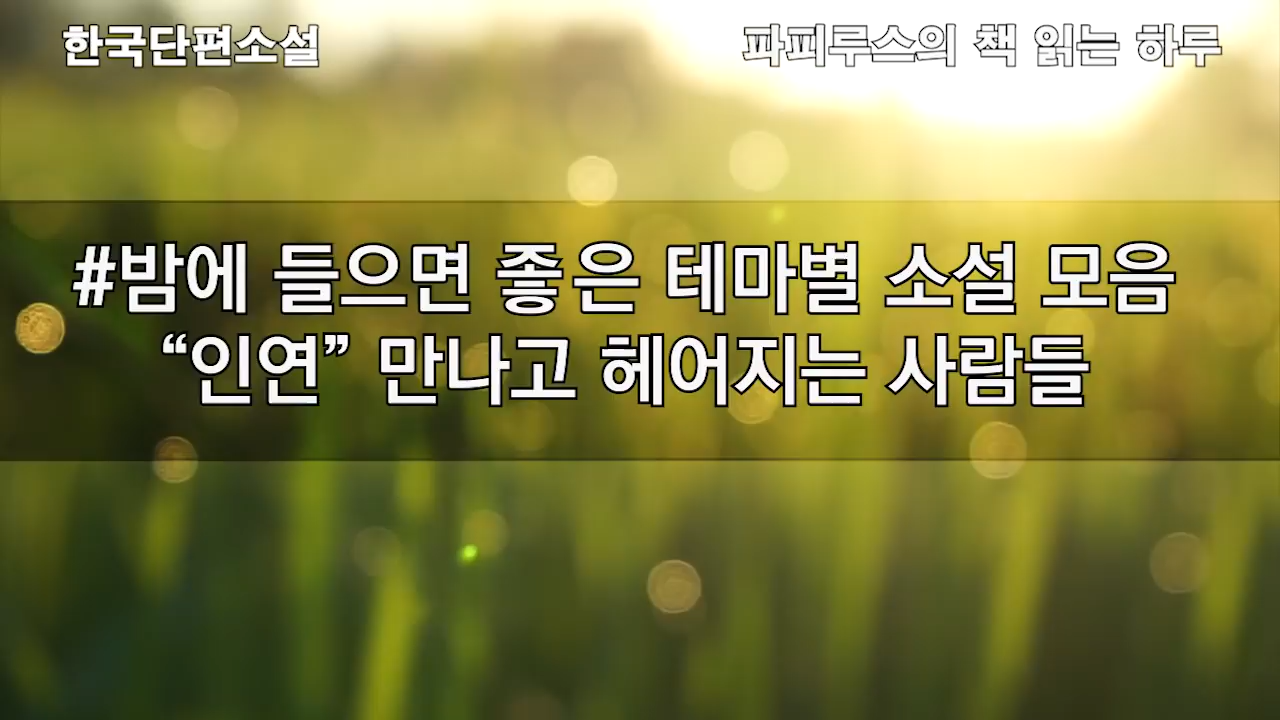 한국단편소설
파피루스의 책 읽는 하루
#밤에 들으면 좋은 테마별 소설 모음
“인연” 만나고 헤어지는 사람들